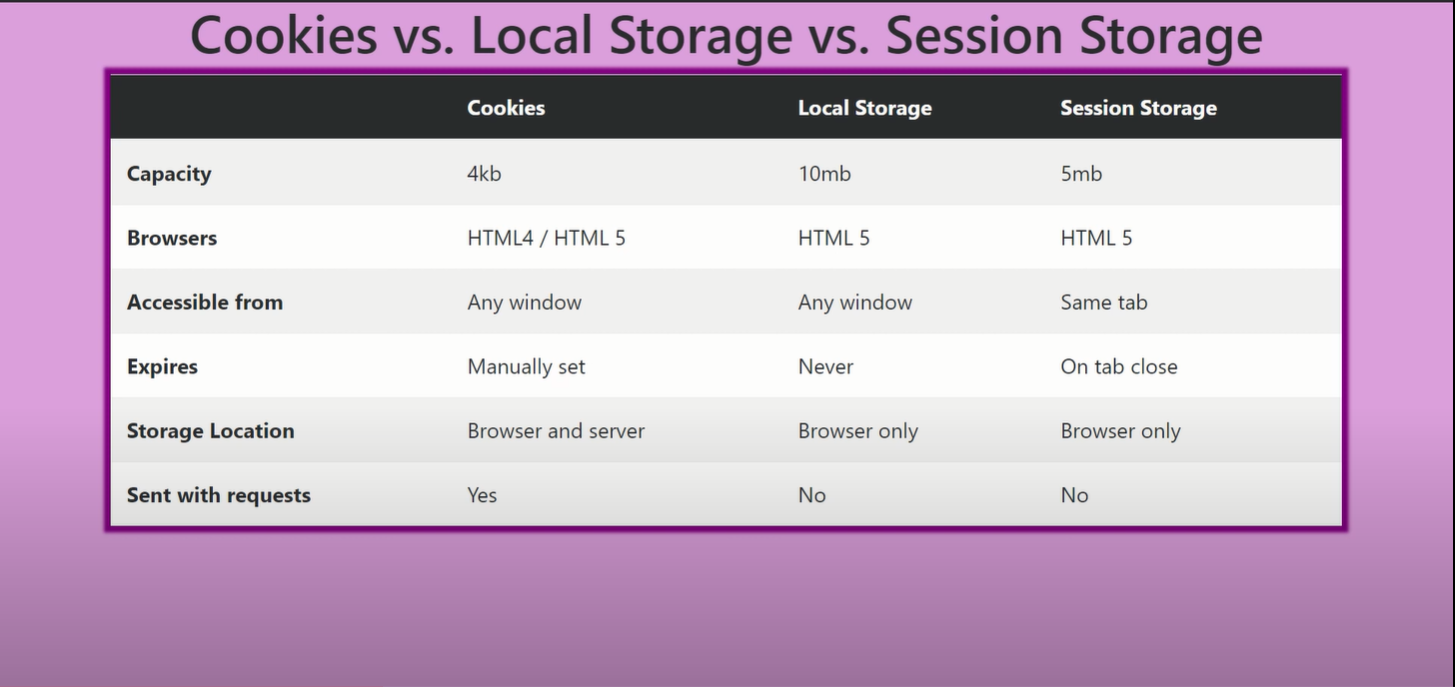 Cookies vs. Local Storage vs. Session Storage
Cookies Local Storage Session Storage
Capacity 4kb 10mb 5mb
Browsers HTML4 / HTML 5 HTML 5 HTML 5
Accessible from Any window Any window Same tab
Expires Manually set Never On tab close
Storage Location Browser and server Browser only Browser only
Sent with requests Yes No No